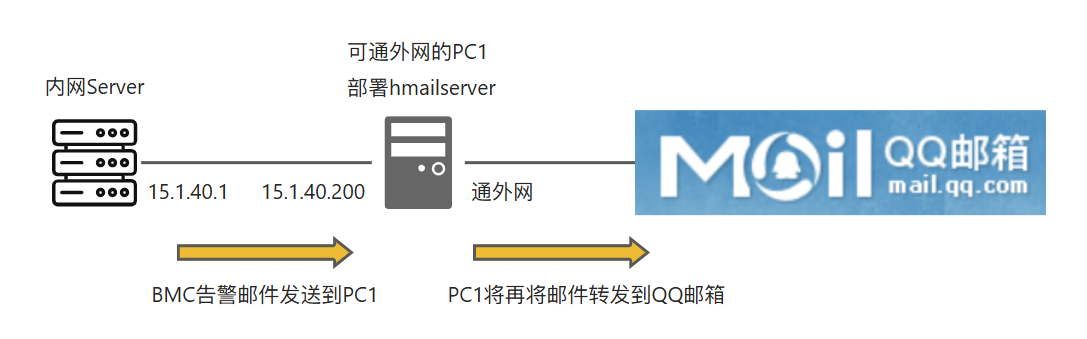 可通外网的PC1
内网Server
部署hmailserver
MOil QQ邮箱
mail.qq.com
15.1.40.1
15.1.40.200
通外网
BMC告警邮件发送到PC1
PC1将再将邮件转发到QQ邮箱